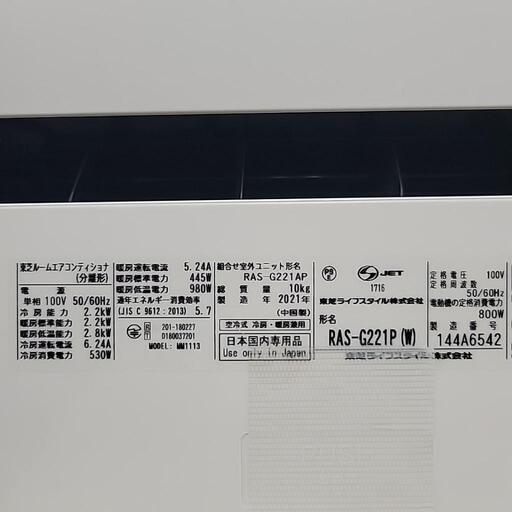 東芝ルームエアコンディショナ
(分離形)
電 源
単相 100V 50/60Hz
冷 房 能 力 2.2kW
暖房標準能力 2.2kW
暖房低温能力 2.8kW
冷房運転電流 6.24A
冷房消費電力 530W
暖房運転電流 5.24A
暖房標準電力 445W
暖房低温電力 980W
通年エネルギー消費効率
(JIS C 9612:2013) 5.7
201-180227
0180037201
MODEL: MM1113
組合せ室外ユニット形名
RAS-G221AP
総 質 量 10kg
製 造 年 2021年
(中国製)
空冷式 冷房・暖房兼用
日本国内専用品
Use only in Japan
PS
E
JET
1716
東芝ライフスタイル株式会社
形名
RAS-G221P(W)
定 格 電 圧 100V
定 格 周 波 数
50/60Hz
電動機の定格消費電力
800W
製 造 番 号
144A6542
東芝ライフスタイル株式会社